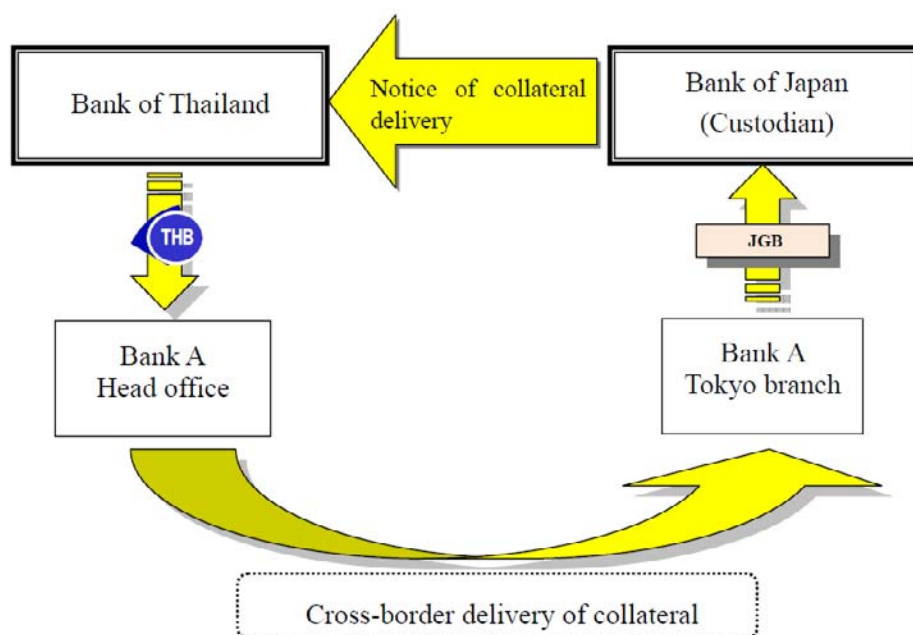 Bank of Thailand
Notice of collateral
delivery
Bank of Japan
(Custodian)
THB
JGB
Bank A
Head office
Bank A
Tokyo branch
Cross-border delivery of collateral